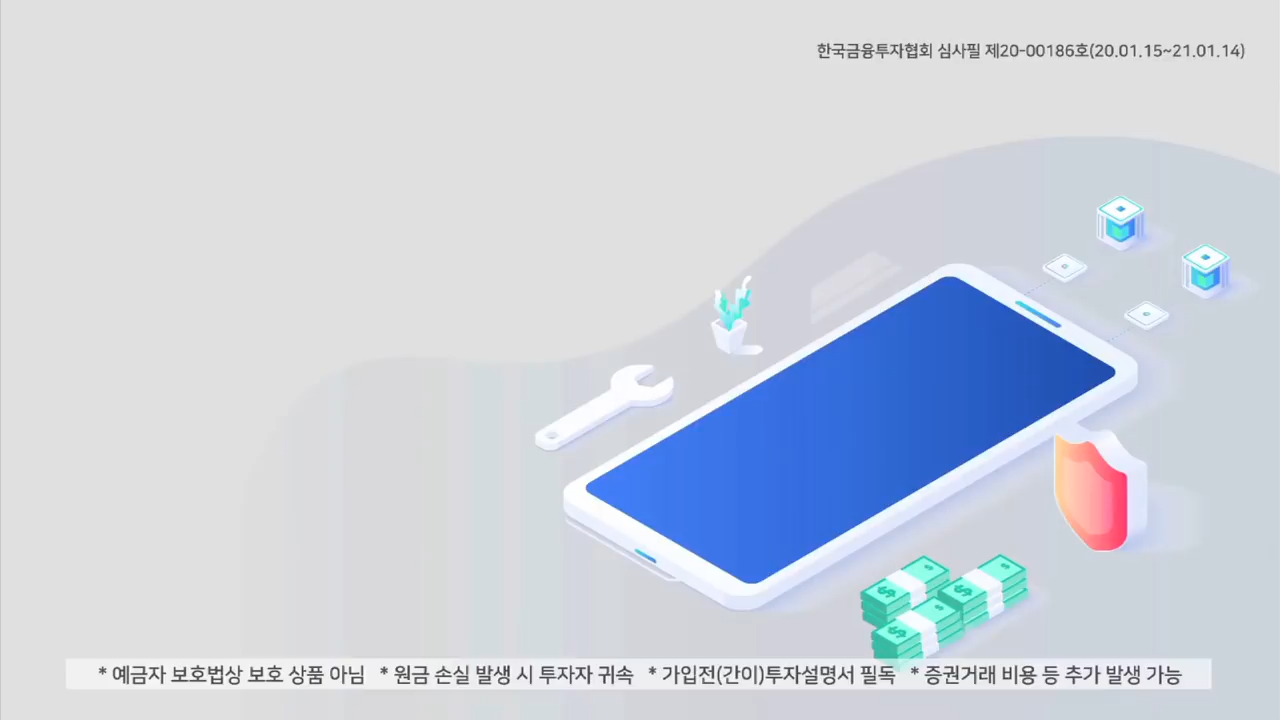 한국금융투자협회 심사필 제20-00186호(20.01.15~21.01.14)
* 예금자 보호법상 보호 상품 아님 * 원금 손실 발생 시 투자자 귀속 * 가입전(간이)투자설명서 필독 * 증권거래 비용 등 추가 발생 가능